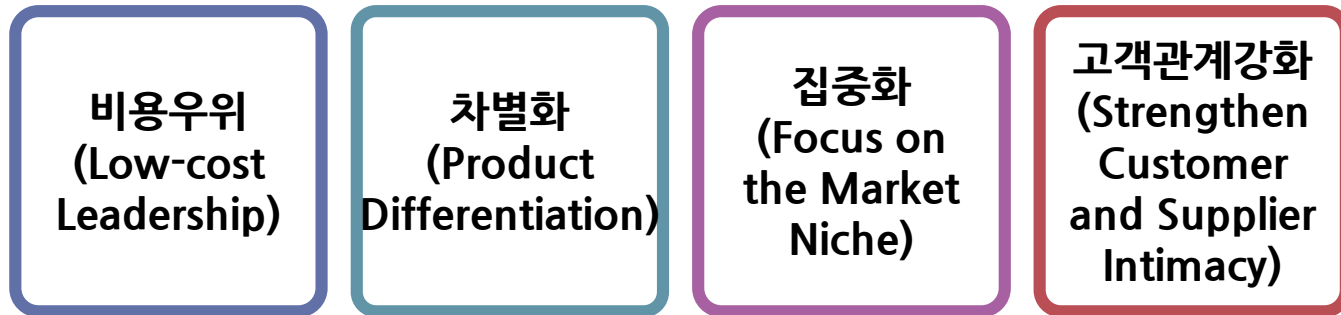 비용우위
(Low-cost
Leadership)
차별화
(Product
Differentiation)
집중화
(Focus on
the Market
Niche)
고객관계강화
(Strengthen
Customer
and Supplier
Intimacy)